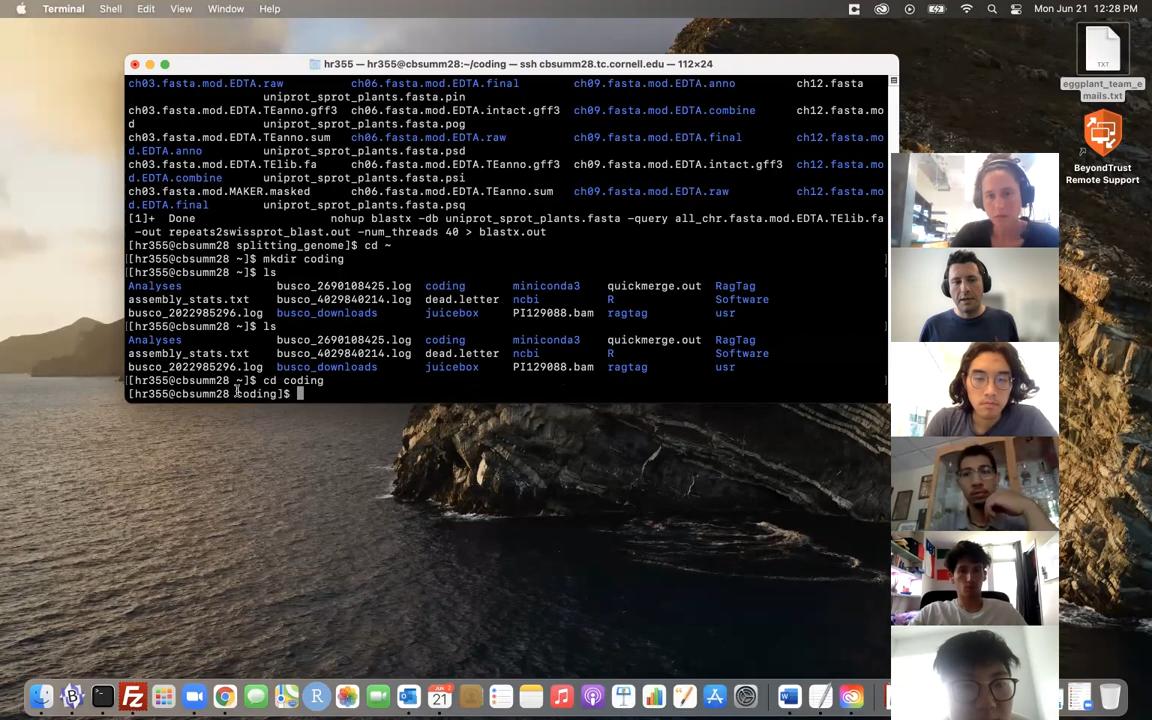 Terminal Shell Edit View Window Help Mon Jun 21 12:28 PM
hr355 — hr355@cbsumm28:~/coding — ssh cbsumm28.tc.cornell.edu — 112×24
ch03.fasta.mod.EDTA.raw ch06.fasta.mod.EDTA.final ch09.fasta.mod.EDTA.anno ch12.fasta
uniprot_sprot_plants.fasta.pin
ch03.fasta.mod.EDTA.TEanno.gff3 ch06.fasta.mod.EDTA.intact.gff3 ch09.fasta.mod.EDTA.combine ch12.fasta.mo
d uniprot_sprot_plants.fasta.pog
ch03.fasta.mod.EDTA.TEanno.sum ch06.fasta.mod.EDTA.raw ch09.fasta.mod.EDTA.final ch12.fasta.mo
d.EDTA.anno uniprot_sprot_plants.fasta.psd
ch03.fasta.mod.EDTA.TElib.fa ch06.fasta.mod.EDTA.TEanno.gff3 ch09.fasta.mod.EDTA.intact.gff3 ch12.fasta.mo
d.EDTA.combine uniprot_sprot_plants.fasta.psi
ch03.fasta.mod.MAKER.masked ch06.fasta.mod.EDTA.TEanno.sum ch09.fasta.mod.EDTA.raw ch12.fasta.mo
d.EDTA.final uniprot_sprot_plants.fasta.psq
[1]+ Done nohup blastx -db uniprot_sprot_plants.fasta -query all_chr.fasta.mod.EDTA.TElib.fa
-out repeats2swissprot_blast.out -num_threads 40 > blastx.out
[hr355@cbsumm28 splitting_genome]$ cd ~
[hr355@cbsumm28 ~]$ mkdir coding
[hr355@cbsumm28 ~]$ ls
Analyses busco_2690108425.log coding miniconda3 quickmerge.out RagTag
assembly_stats.txt busco_4029840214.log dead.letter ncbi R Software
busco_2022985296.log busco_downloads juicebox PI129088.bam ragtag usr
[hr355@cbsumm28 ~]$ ls
Analyses busco_2690108425.log coding miniconda3 quickmerge.out RagTag
assembly_stats.txt busco_4029840214.log dead.letter ncbi R Software
busco_2022985296.log busco_downloads juicebox PI129088.bam ragtag usr
[hr355@cbsumm28 ~]$ cd coding
[hr355@cbsumm28 coding]$
TXT
eggplant_team_e
mails.txt
BeyondTrust
Remote Support